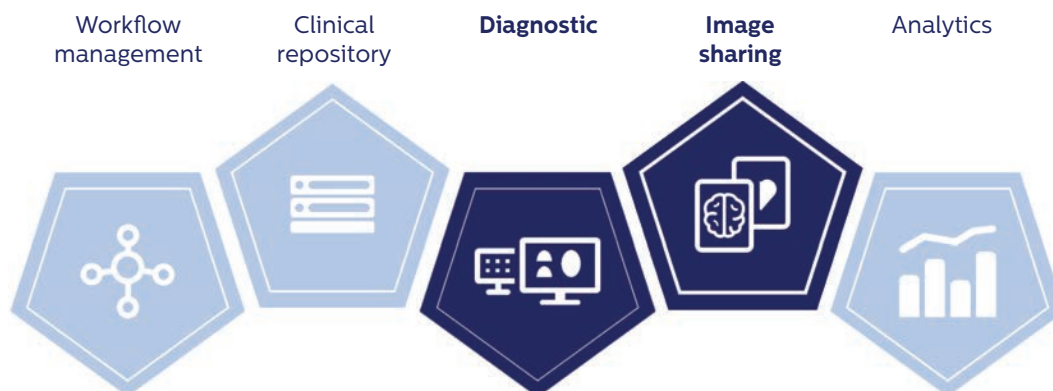 Workflow
management
Clinical
repository
Diagnostic
Image
sharing
Analytics